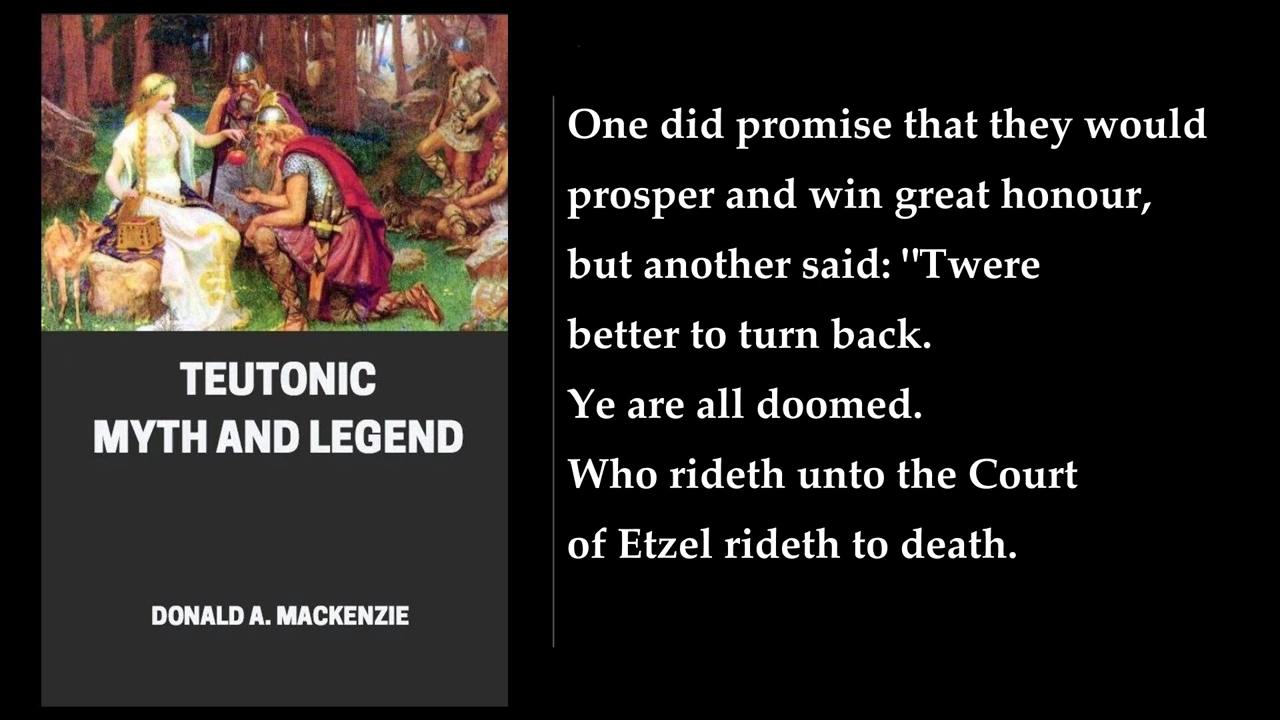 TEUTONIC
MYTH AND LEGEND
DONALD A. MACKENZIE
One did promise that they would
prosper and win great honour,
but another said: "Twere
better to turn back.
Ye are all doomed.
Who rideth unto the Court
of Etzel rideth to death.